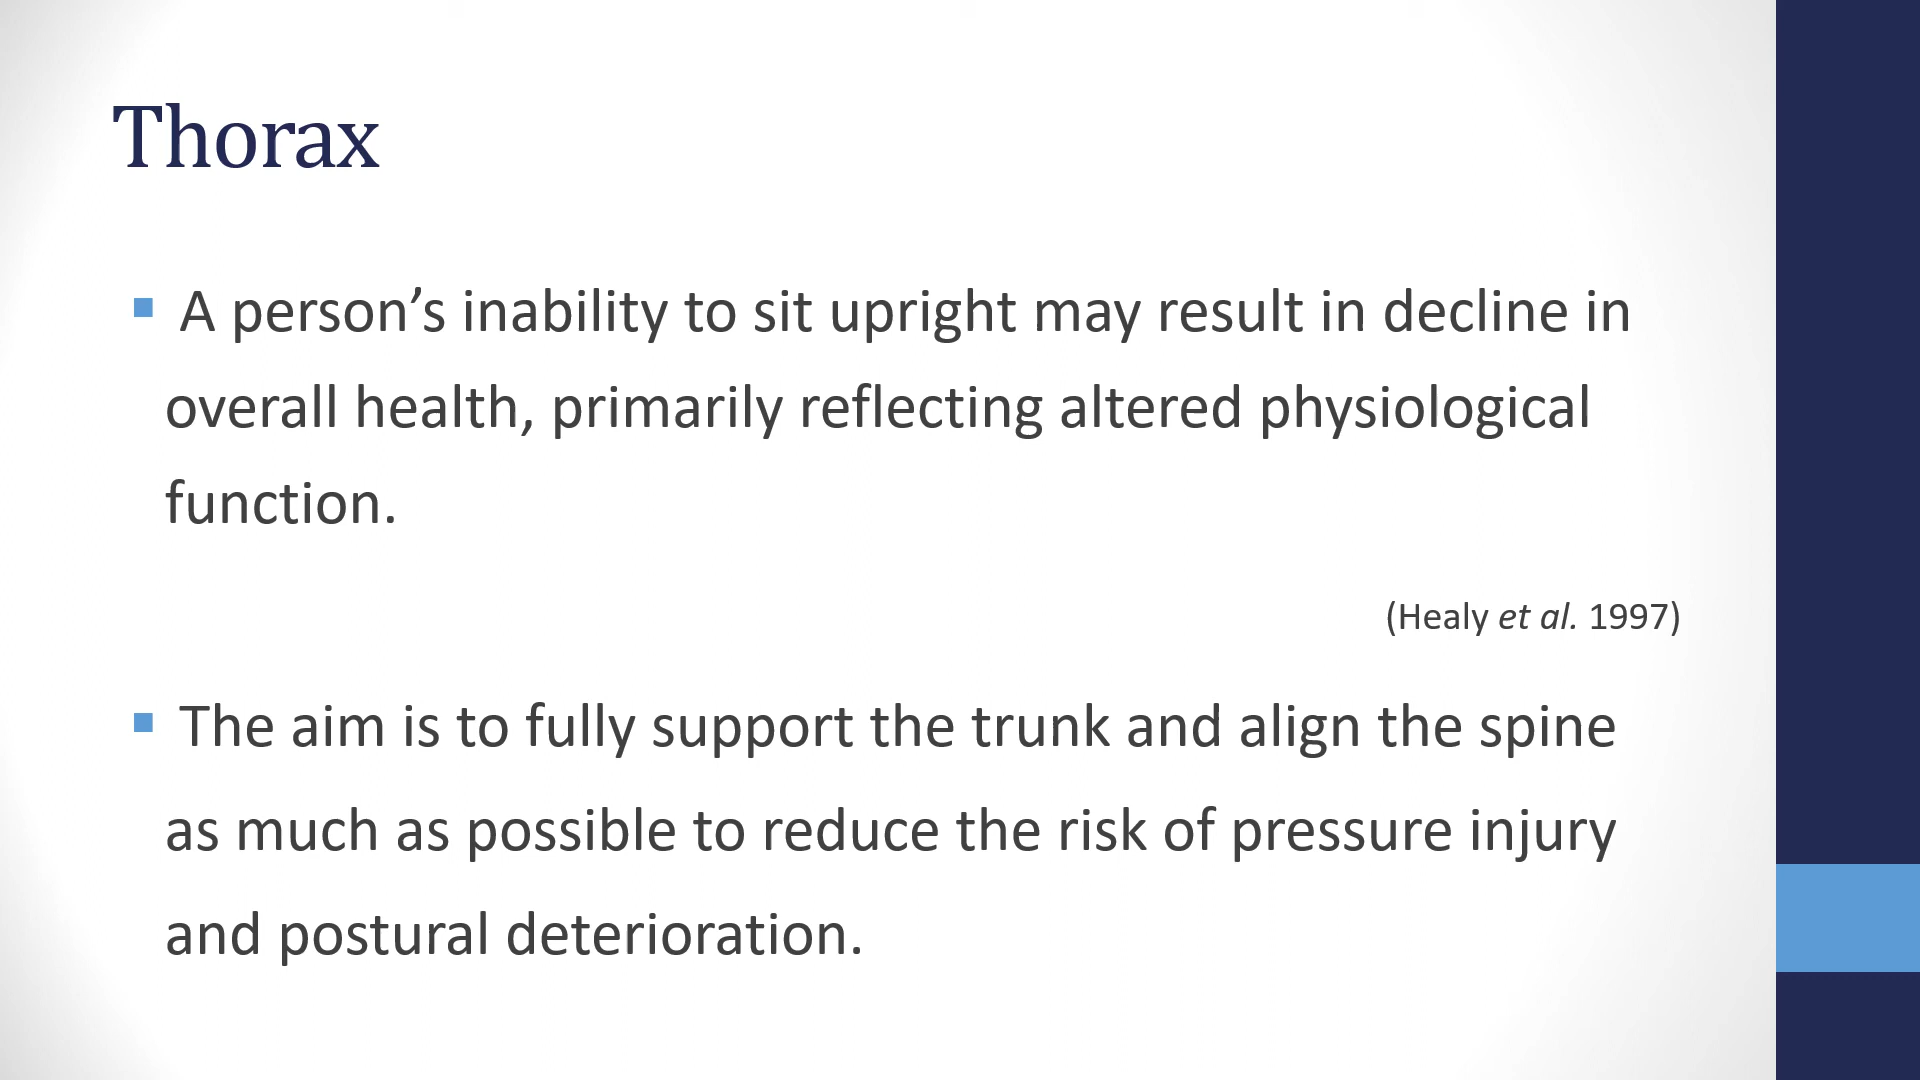 Thorax
▪ A person’s inability to sit upright may result in decline in
overall health, primarily reflecting altered physiological
function.
(Healy et al. 1997)
▪ The aim is to fully support the trunk and align the spine
as much as possible to reduce the risk of pressure injury
and postural deterioration.